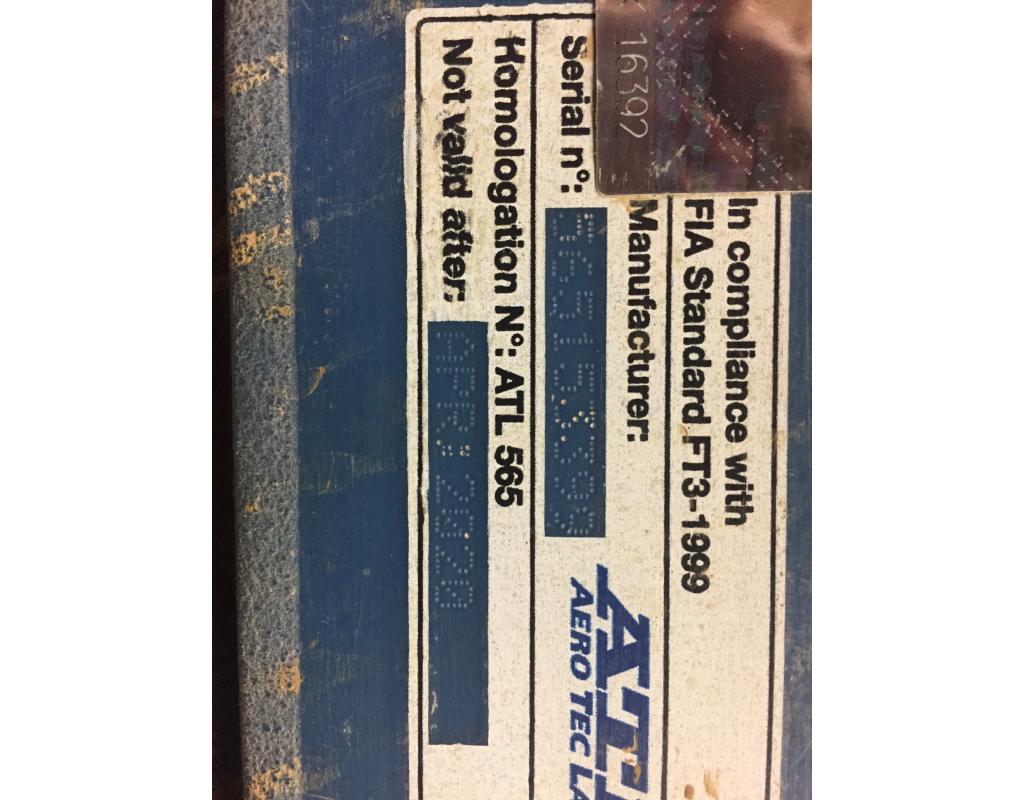 16392
In compliance with
FIA Standard FT3-1999
Manufacturer:
ATL
AERO TEC LA
Serial n°:
Homologation N°: ATL 565
Not valid after: APR: 2020